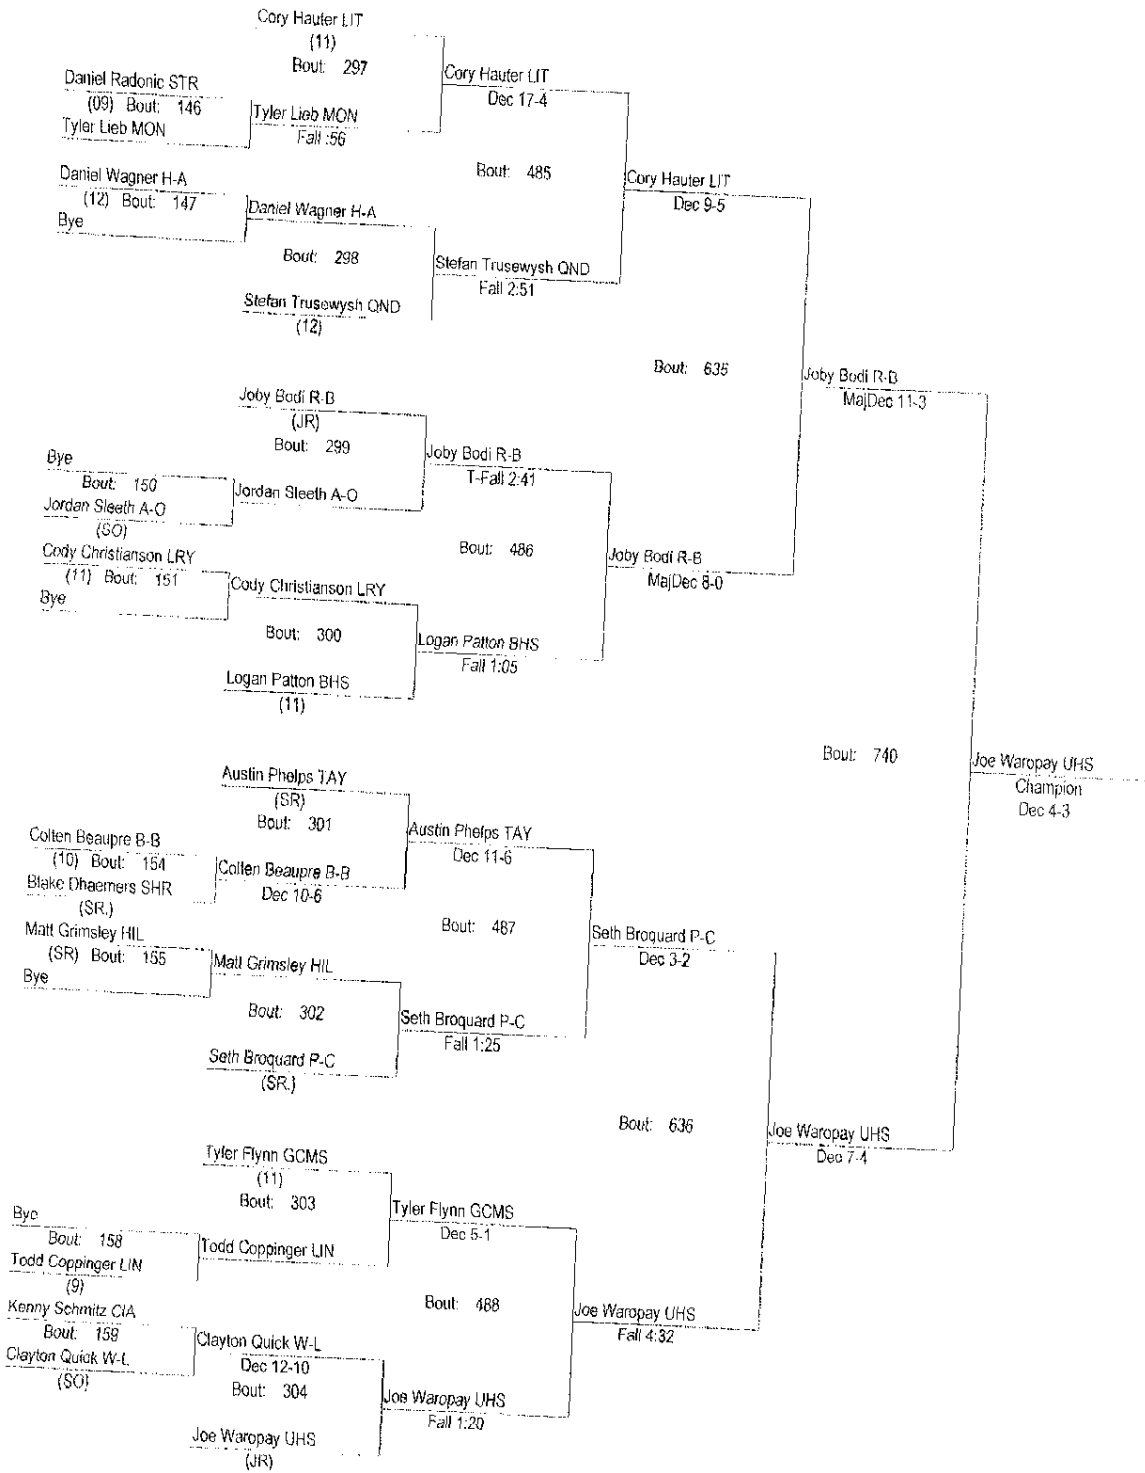 Cory Hauter LIT
(11)
Bout: 297
Cory Hauter LIT
Dec 17-4
Daniel Radonic STR
(09) Bout: 146
Tyler Lieb MON
Tyler Lieb MON
Fall :56
Bout: 485
Cory Hauter LIT
Dec 9-5
Daniel Wagner H-A
(12) Bout: 147
Bye
Daniel Wagner H-A
Bout: 298
Stefan Trusewysh QND
Fall 2:51
Stefan Trusewysh QND
(12)
Bout: 635
Joby Bodi R-B
MajDec 11-3
Joby Bodi R-B
(JR)
Bout: 299
Joby Bodi R-B
T-Fall 2:41
Bye
Bout: 150
Jordan Sleeth A-O
(SO)
Jordan Sleeth A-O
Bout: 486
Joby Bodi R-B
MajDec 8-0
Cody Christianson LRY
(11) Bout: 151
Bye
Cody Christianson LRY
Bout: 300
Logan Patton BHS
Fall 1:05
Logan Patton BHS
(11)
Bout: 740
Joe Waropay UHS
Champion
Dec 4-3
Austin Phelps TAY
(SR)
Bout: 301
Austin Phelps TAY
Dec 11-6
Colten Beaupre B-B
(10) Bout: 154
Blake Dhaemers SHR
(SR.)
Colten Beaupre B-B
Dec 10-6
Bout: 487
Seth Broquard P-C
Dec 3-2
Matt Grimsley HIL
(SR) Bout: 155
Bye
Matt Grimsley HIL
Bout: 302
Seth Broquard P-C
Fall 1:25
Seth Broquard P-C
(SR.)
Bout: 636
Joe Waropay UHS
Dec 7-4
Tyler Flynn GCMS
(11)
Bout: 303
Tyler Flynn GCMS
Dec 5-1
Bye
Bout: 158
Todd Coppinger LIN
(9)
Todd Coppinger LIN
Bout: 488
Joe Waropay UHS
Fall 4:32
Kenny Schmitz CIA
Bout: 159
Clayton Quick W-L
(SO)
Clayton Quick W-L
Dec 12-10
Bout: 304
Joe Waropay UHS
Fall 1:20
Joe Waropay UHS
(JR)